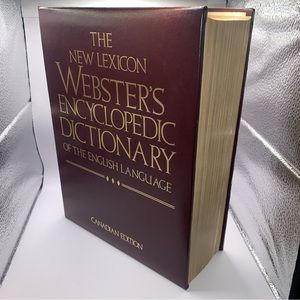 THE
NEW LEXICON
WEBSTER'S
ENCYCLOPEDIC
DICTIONARY
OF THE ENGLISH LANGUAGE
CANADIAN EDITION